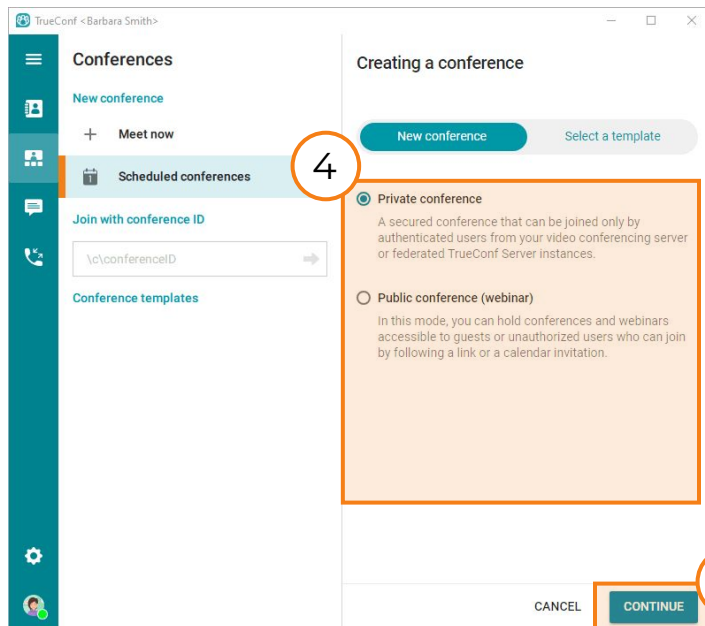 TrueConf <Barbara Smith>
Conferences
New conference
Meet now
1
Scheduled conferences
Join with conference ID
\c\conferenceID
Conference templates
Creating a conference
New conference
Select a template
4
Private conference
A secured conference that can be joined only by
authenticated users from your video conferencing server
or federated TrueConf Server instances.
Public conference (webinar)
In this mode, you can hold conferences and webinars
accessible to guests or unauthorized users who can join
by following a link or a calendar invitation.
CANCEL
CONTINUE